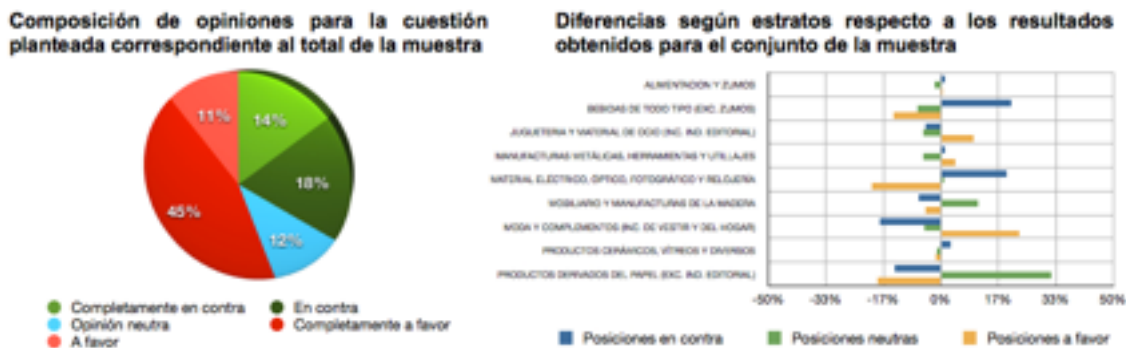 Composición de opiniones para la cuestión
planteada correspondiente al total de la muestra
11%
14%
18%
45%
12%
Completamente en contra
En contra
Opinión neutra
Completamente a favor
A favor
Diferencias según estratos respecto a los resultados
obtenidos para el conjunto de la muestra
ALIMENTACION Y ZUMOS
BEBIDAS DE TODO TIPO (EXC. ZUMOS)
JUGUETERIA Y MATERIAL DE OCIO (INC. IND. EDITORIAL)
MANUFACTURAS METÁLICAS, HERRAMIENTAS Y UTILLAJES
MATERIAL ELÉCTRICO, ÓPTICO, FOTOGRÁFICO Y RELOJERÍA
MOBILIARIO Y MANUFACTURAS DE LA MADERA
MODA Y COMPLEMENTOS (INC. DE VESTIR Y DEL HOGAR)
PRODUCTOS CERÁMICOS, VÍTREOS Y DIVERSOS
PRODUCTOS DERIVADOS DEL PAPEL (EXC. IND. EDITORIAL)
-50% -33% -17% 0% 17% 33% 50%
Posiciones en contra
Posiciones neutras
Posiciones a favor